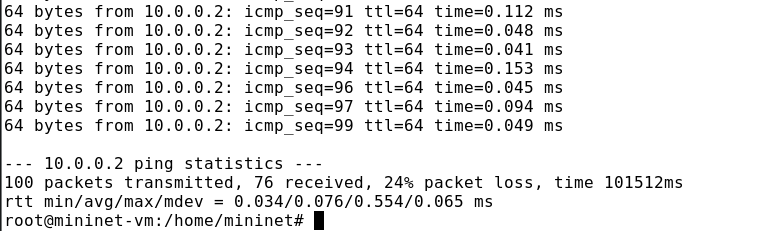 64 bytes from 10.0.0.2: icmp_seq=91 ttl=64 time=0.112 ms
64 bytes from 10.0.0.2: icmp_seq=92 ttl=64 time=0.048 ms
64 bytes from 10.0.0.2: icmp_seq=93 ttl=64 time=0.041 ms
64 bytes from 10.0.0.2: icmp_seq=94 ttl=64 time=0.153 ms
64 bytes from 10.0.0.2: icmp_seq=96 ttl=64 time=0.045 ms
64 bytes from 10.0.0.2: icmp_seq=97 ttl=64 time=0.094 ms
64 bytes from 10.0.0.2: icmp_seq=99 ttl=64 time=0.049 ms
--- 10.0.0.2 ping statistics ---
100 packets transmitted, 76 received, 24% packet loss, time 101512ms
rtt min/avg/max/mdev = 0.034/0.076/0.554/0.065 ms
root@mininet-vm:/home/mininet#